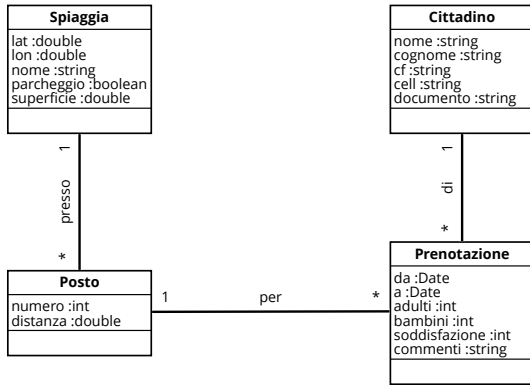 Spiaggia
lat :double
lon :double
nome :string
parcheggio :boolean
superficie :double
Cittadino
nome :string
cognome :string
cf :string
cell :string
documento :string
1
presso
*
1
di
*
Posto
numero :int
distanza :double
1
per
*
Prenotazione
da :Date
a :Date
adulti :int
bambini :int
soddisfazione :int
commenti :string